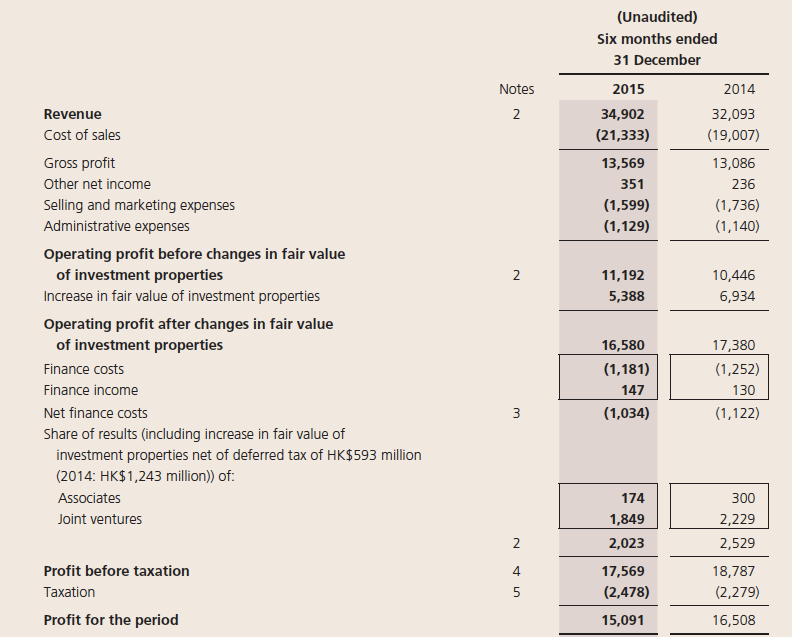 (Unaudited)
Six months ended
31 December
Notes 2015 2014
Revenue 2 34,902 32,093
Cost of sales (21,333) (19,007)
Gross profit 13,569 13,086
Other net income 351 236
Selling and marketing expenses (1,599) (1,736)
Administrative expenses (1,129) (1,140)
Operating profit before changes in fair value
of investment properties 2 11,192 10,446
Increase in fair value of investment properties 5,388 6,934
Operating profit after changes in fair value
of investment properties 16,580 17,380
Finance costs (1,181) (1,252)
Finance income 147 130
Net finance costs 3 (1,034) (1,122)
Share of results (including increase in fair value of
investment properties net of deferred tax of HK$593 million
(2014: HK$1,243 million)) of:
Associates 174 300
Joint ventures 1,849 2,229
2 2,023 2,529
Profit before taxation 4 17,569 18,787
Taxation 5 (2,478) (2,279)
Profit for the period 15,091 16,508